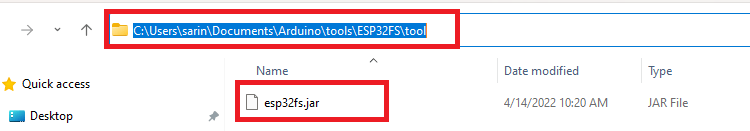 C:\Users\sarin\Documents\Arduino\tools\ESP32FS\tool
Quick access
Desktop
Name Date modified Type
esp32fs.jar 4/14/2022 10:20 AM JAR File